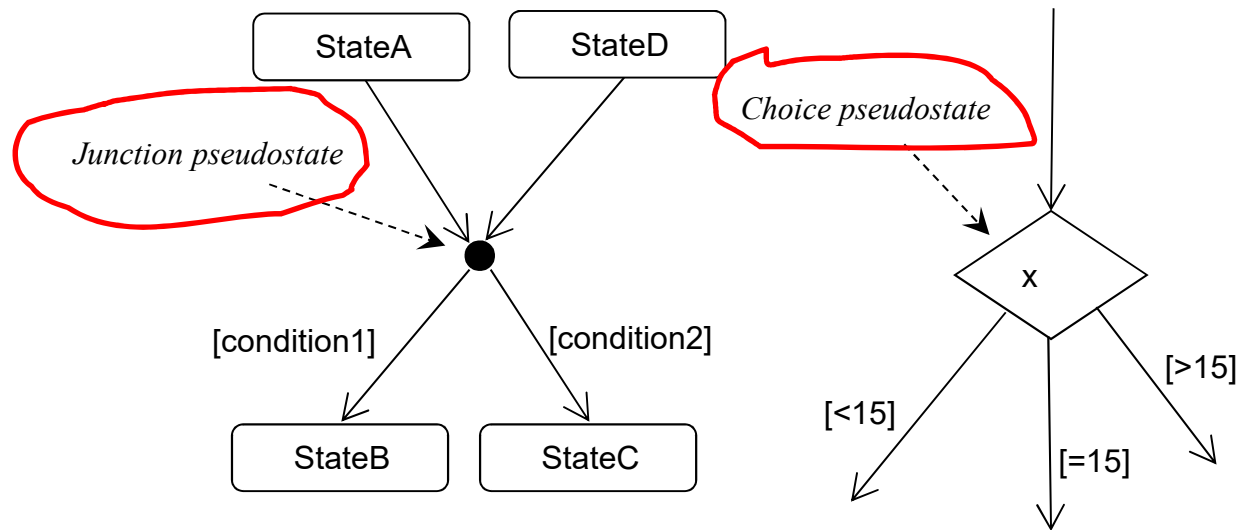 StateA
StateD
Choice pseudostate
Junction pseudostate
x
[condition1]
[condition2]
[>15]
[<15]
[=15]
StateB
StateC